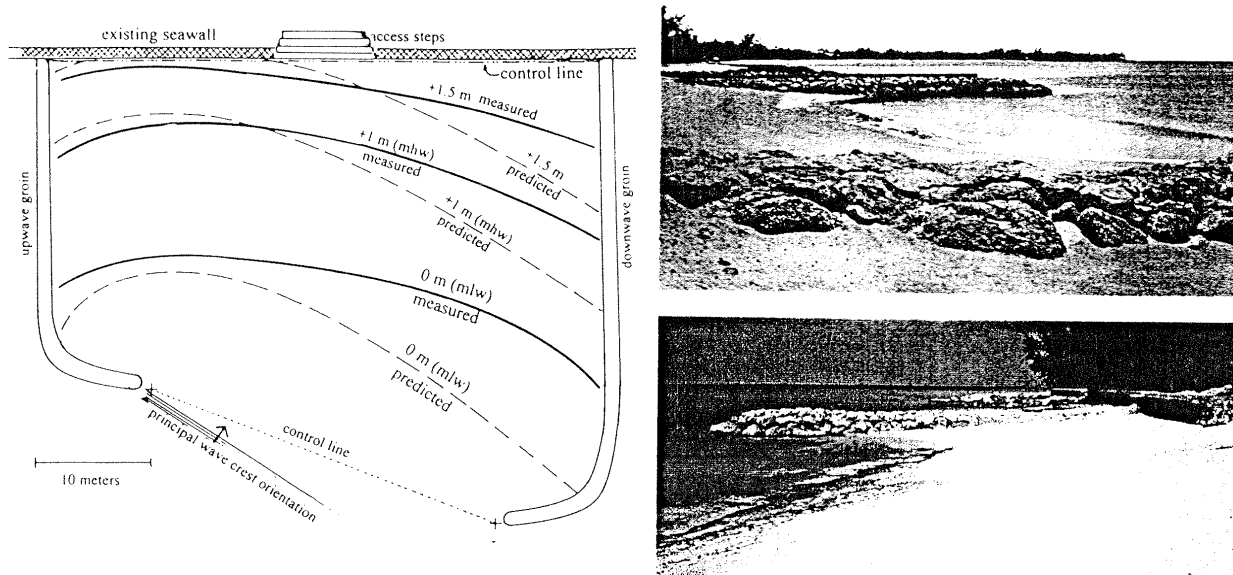 existing seawall
access steps
control line
+1.5 m measured
+1 m (mhw)
measured
+1.5 m
predicted
+1 m (mhw)
predicted
upwave groin
downwave groin
0 m (mlw)
measured
0 m (mlw)
predicted
control line
principal wave crest orientation
10 meters